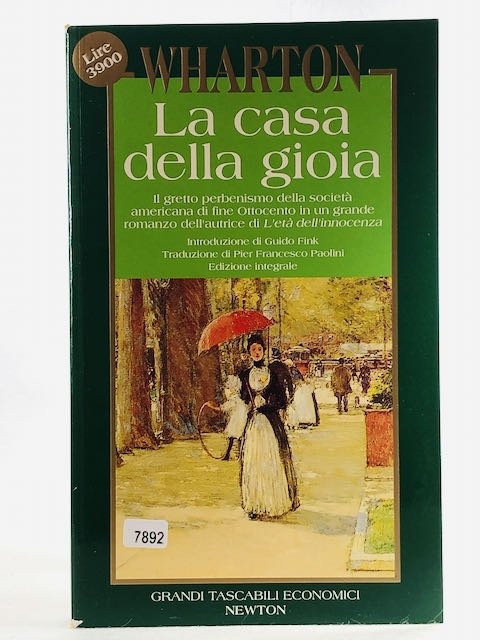 Lire
3900
WHARTON
La casa
della gioia
Il gretto perbenismo della società
americana di fine Ottocento in un grande
romanzo dell'autrice di L'età dell'innocenza
Introduzione di Guido Fink
Traduzione di Pier Francesco Paolini
Edizione integrale
7892
GRANDI TASCABILI ECONOMICI
NEWTON